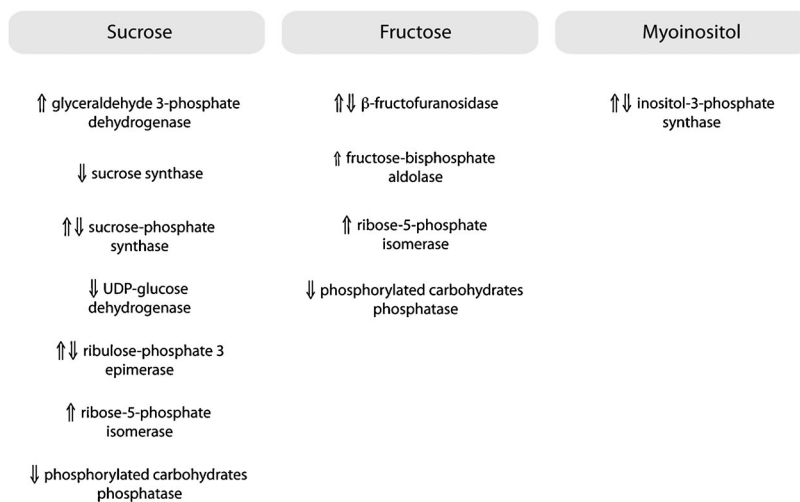 Sucrose
⇑ glyceraldehyde 3-phosphate
dehydrogenase
⇓ sucrose synthase
⇑⇓ sucrose-phosphate
synthase
⇓ UDP-glucose
dehydrogenase
⇑⇓ ribulose-phosphate 3
epimerase
⇑ ribose-5-phosphate
isomerase
⇓ phosphorylated carbohydrates
phosphatase
Fructose
⇑⇓ β-fructofuranosidase
⇑ fructose-bisphosphate
aldolase
⇑ ribose-5-phosphate
isomerase
⇓ phosphorylated carbohydrates
phosphatase
Myoinositol
⇑⇓ inositol-3-phosphate
synthase